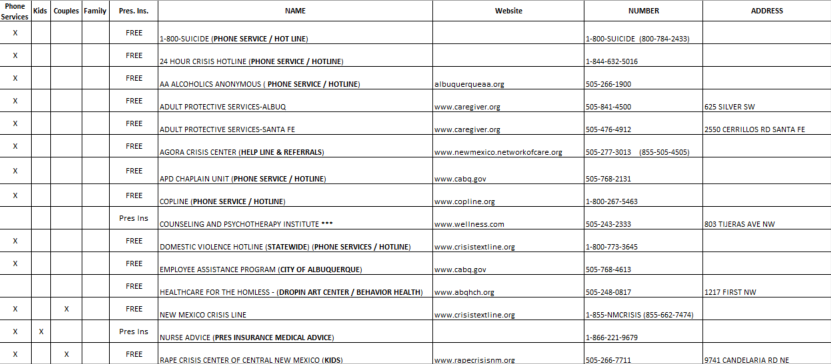 Phone Services Kids Couples Family Pres. Ins. NAME Website NUMBER ADDRESS
X FREE 1-800-SUICIDE (PHONE SERVICE / HOT LINE) 1-800-SUICIDE (800-784-2433)
X FREE 24 HOUR CRISIS HOTLINE (PHONE SERVICE / HOTLINE) 1-844-632-5016
X FREE AA ALCOHOLICS ANONYMOUS ( PHONE SERVICE / HOTLINE) albuquerqueaa.org 505-266-1900
X FREE ADULT PROTECTIVE SERVICES-ALBUQ www.caregiver.org 505-841-4500 625 SILVER SW
X FREE ADULT PROTECTIVE SERVICES-SANTA FE www.caregiver.org 505-476-4912 2550 CERRILLOS RD SANTA FE
X FREE AGORA CRISIS CENTER (HELP LINE & REFERRALS) www.newmexico.networkofcare.org 505-277-3013 (855-505-4505)
X FREE APD CHAPLAIN UNIT (PHONE SERVICE / HOTLINE) www.cabq.gov 505-768-2131
X FREE COPLINE (PHONE SERVICE / HOTLINE) www.copline.org 1-800-267-5463
Pres Ins COUNSELING AND PSYCHOTHERAPY INSTITUTE *** www.wellness.com 505-243-2333 803 TIJERAS AVE NW
X FREE DOMESTIC VIOLENCE HOTLINE (STATEWIDE) (PHONE SERVICES / HOTLINE) www.crisistextline.org 1-800-773-3645
X FREE EMPLOYEE ASSISTANCE PROGRAM (CITY OF ALBUQUERQUE) www.cabq.gov 505-768-4613
FREE HEALTHCARE FOR THE HOMLESS - (DROPIN ART CENTER / BEHAVIOR HEALTH) www.abqhch.org 505-248-0817 1217 FIRST NW
X X FREE NEW MEXICO CRISIS LINE www.crisistextline.org 1-855-NMCRISIS (855-662-7474)
X X Pres Ins NURSE ADVICE (PRES INSURANCE MEDICAL ADVICE) 1-866-221-9679
X X FREE RAPE CRISIS CENTER OF CENTRAL NEW MEXICO (KIDS) www.rapecrisisnm.org 505-266-7711 9741 CANDELARIA RD NE